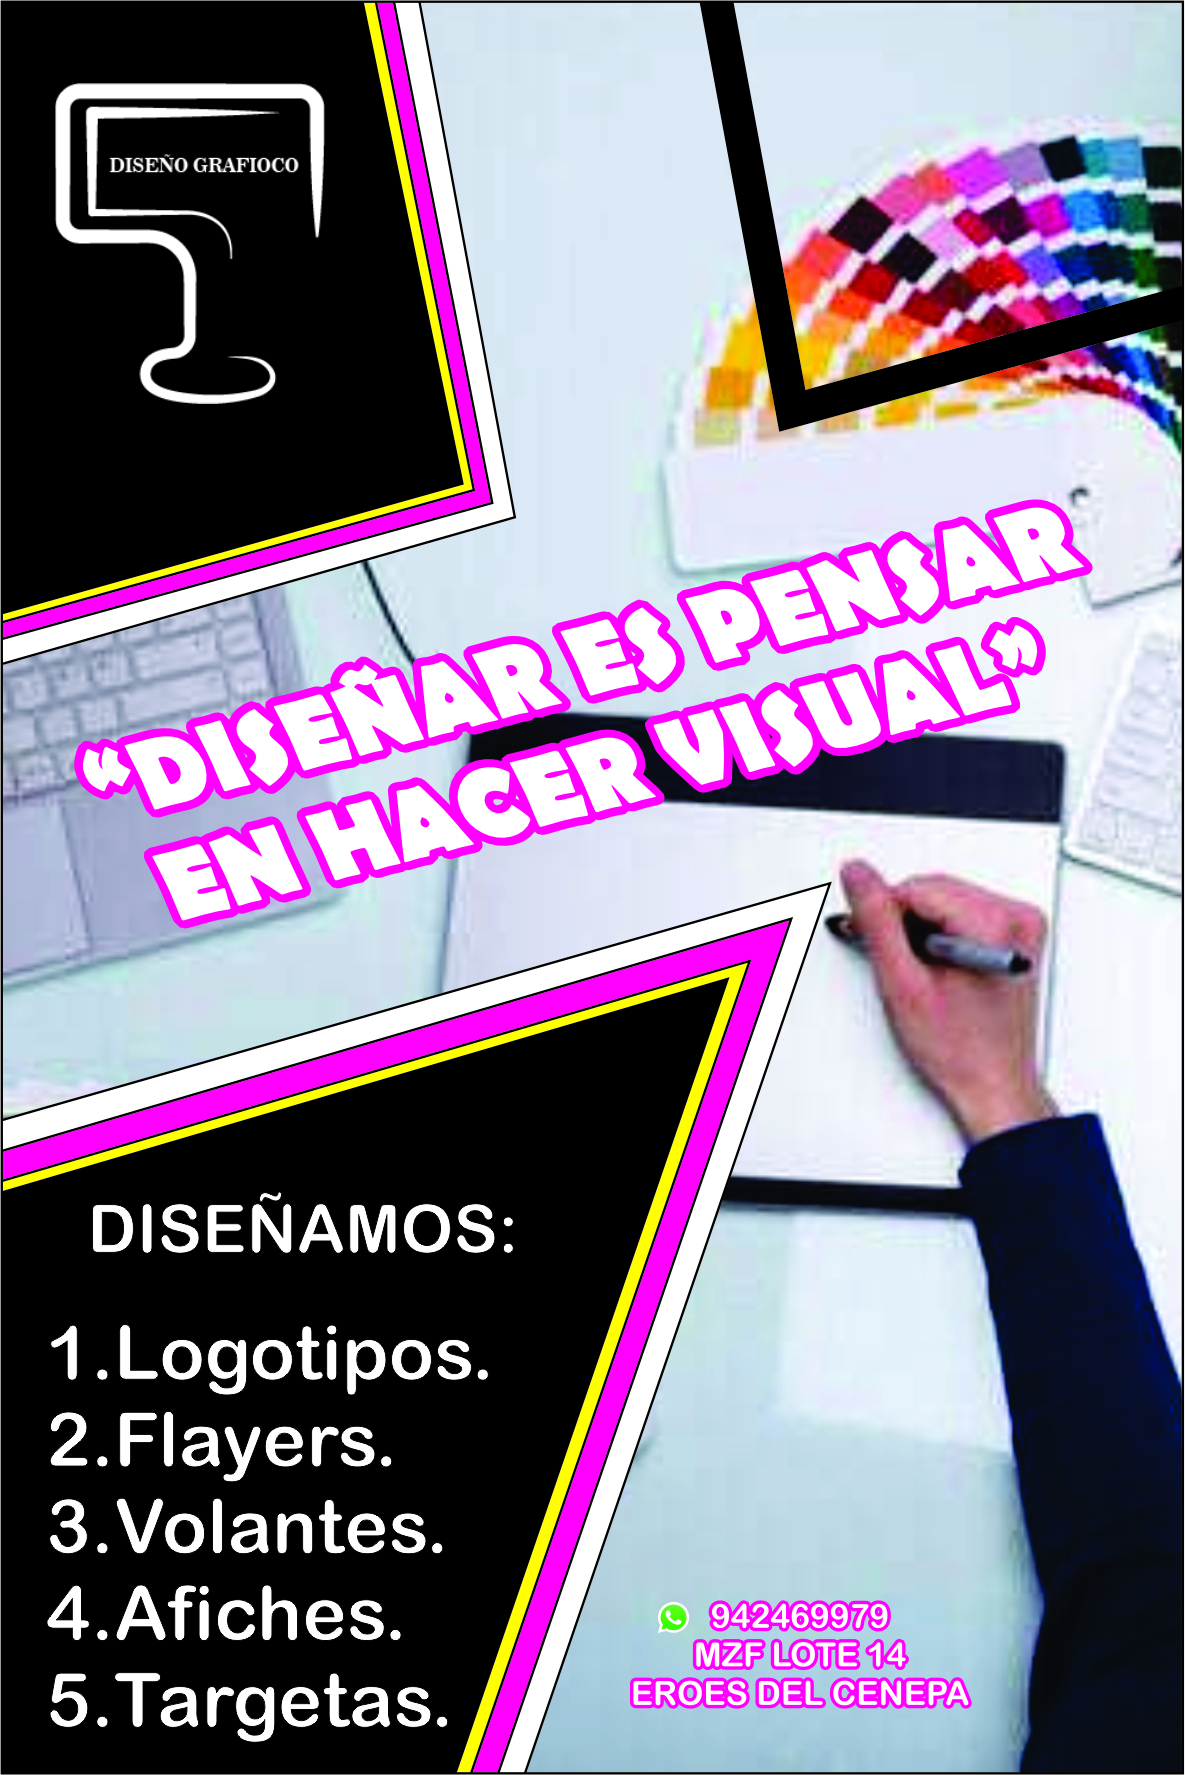 DISEÑO GRAFIOCO
“DISEÑAR ES PENSAR
EN HACER VISUAL”
DISEÑAMOS:
1.Logotipos.
2.Flayers.
3.Volantes.
4.Afiches.
5.Targetas.
942469979
MZF LOTE 14
EROES DEL CENEPA